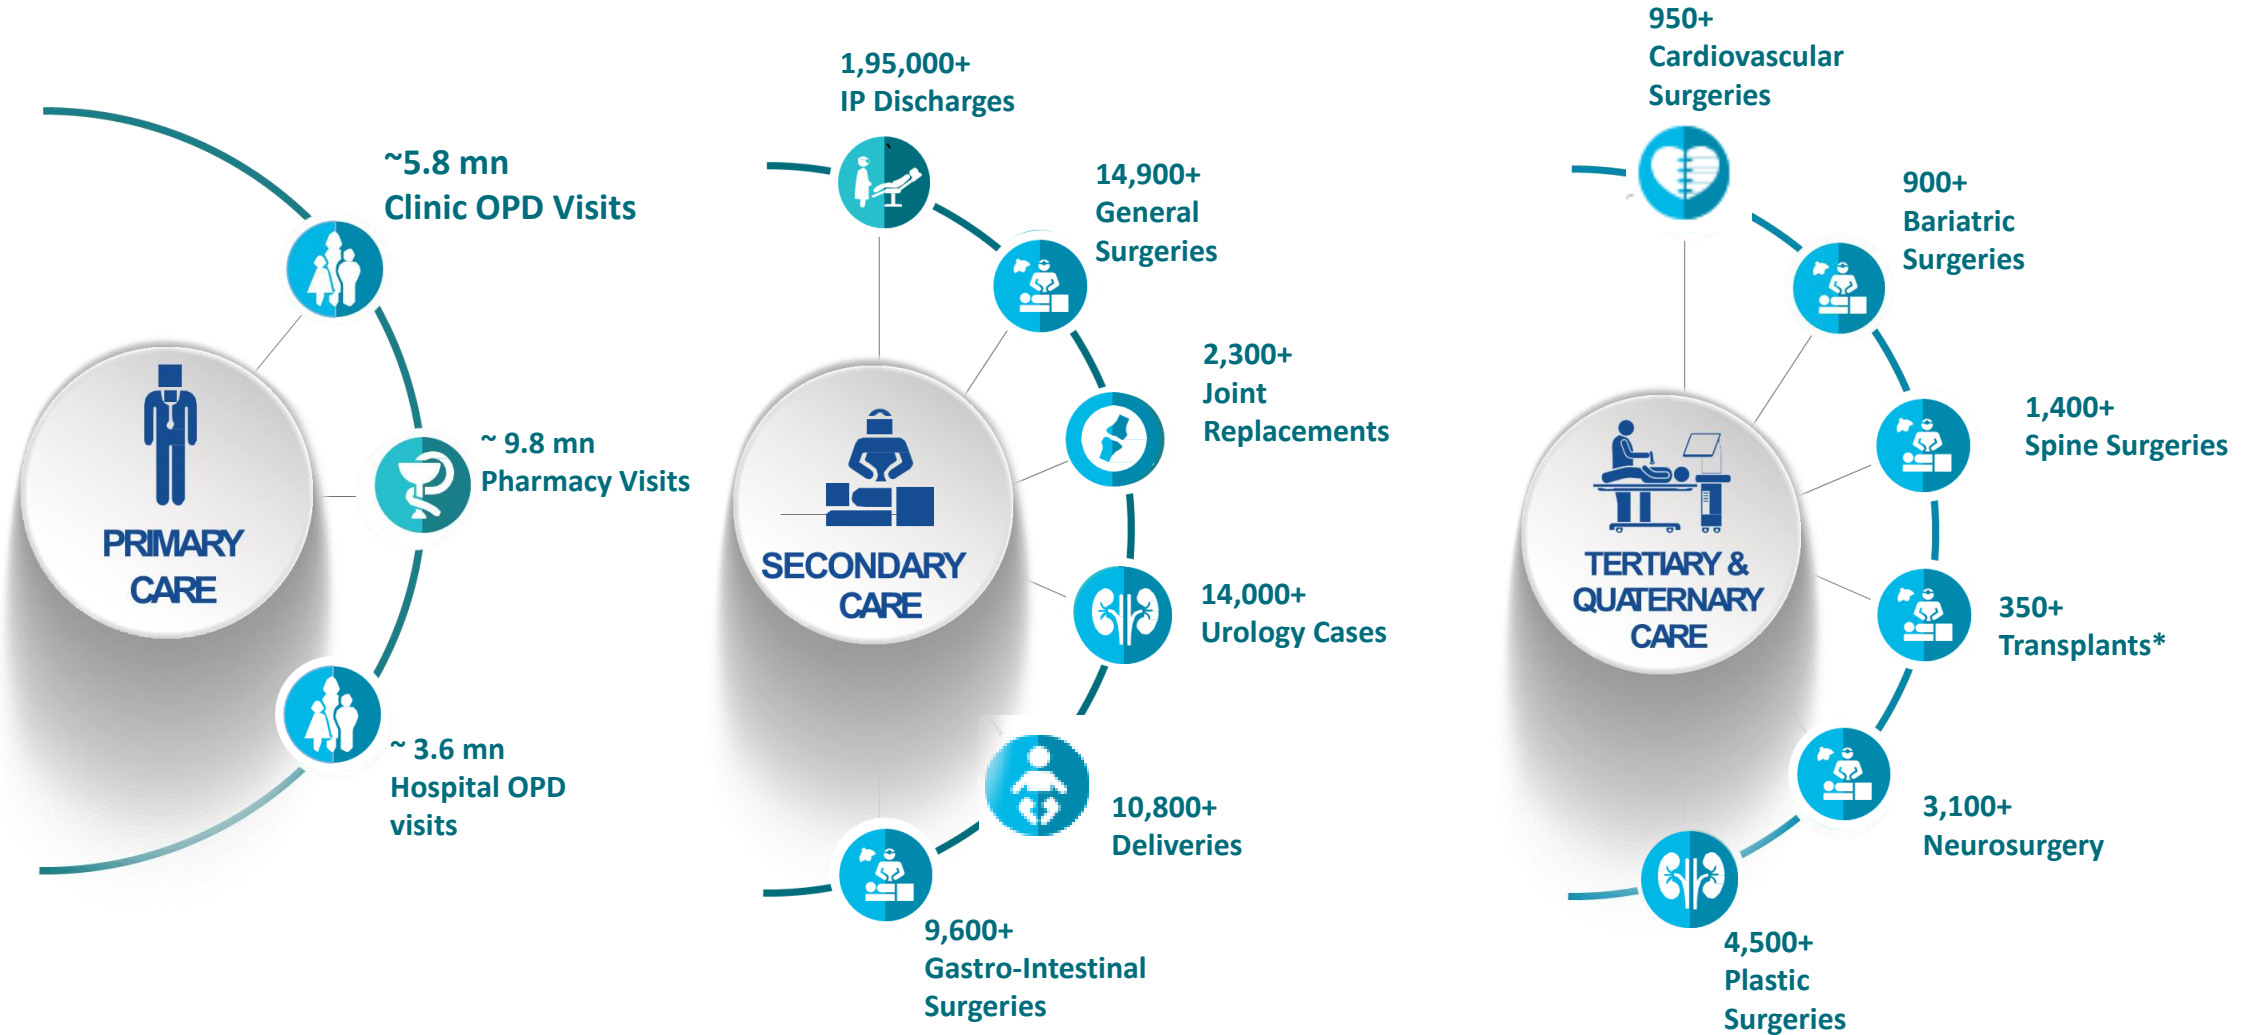 ~5.8 mn
Clinic OPD Visits
~ 9.8 mn
Pharmacy Visits
PRIMARY
CARE
~ 3.6 mn
Hospital OPD
visits
1,95,000+
IP Discharges
14,900+
General
Surgeries
2,300+
Joint
Replacements
SECONDARY
CARE
14,000+
Urology Cases
10,800+
Deliveries
9,600+
Gastro-Intestinal
Surgeries
950+
Cardiovascular
Surgeries
900+
Bariatric
Surgeries
1,400+
Spine Surgeries
TERTIARY &
QUATERNARY
CARE
350+
Transplants*
3,100+
Neurosurgery
4,500+
Plastic
Surgeries